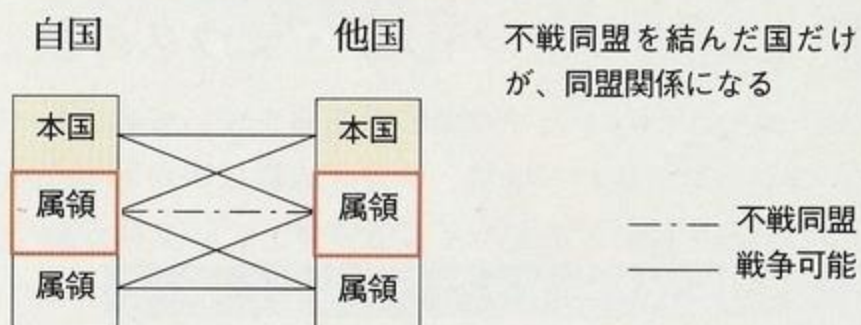 自国
他国
本国
属領
属領
本国
属領
属領
不戦同盟を結んだ国だけ
が、同盟関係になる
不戦同盟
戦争可能